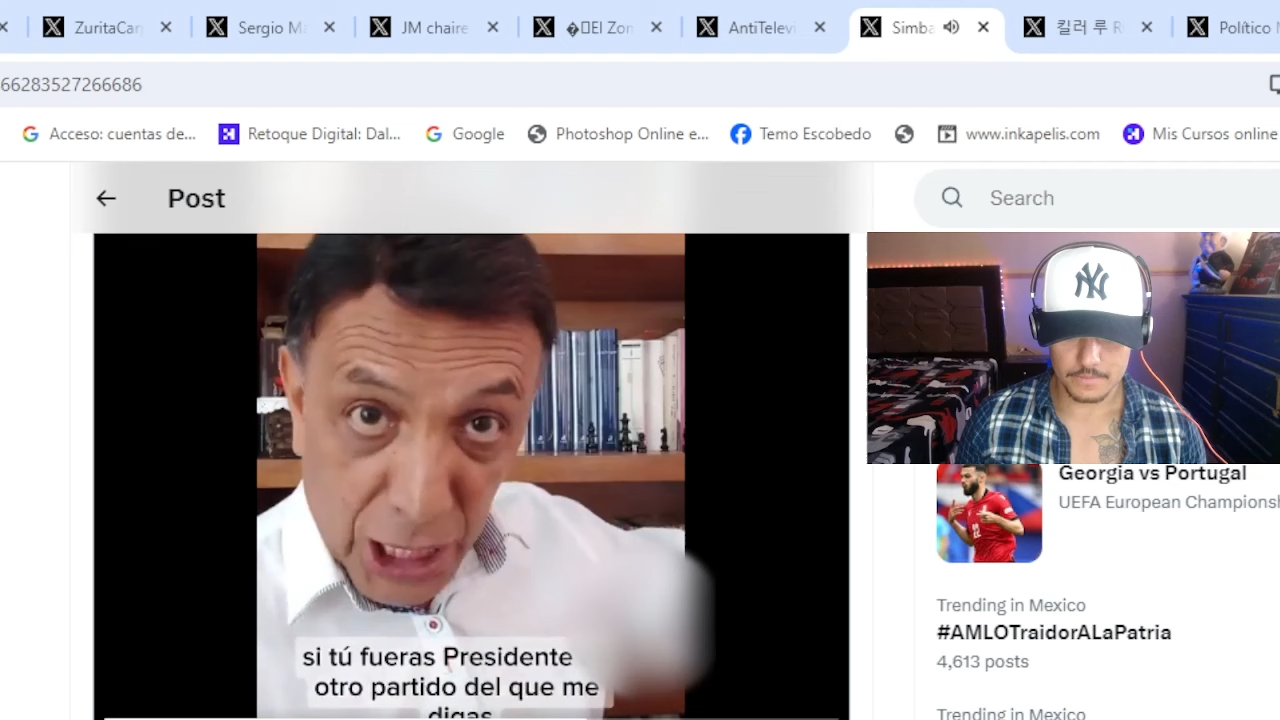 ZuritaCar
Sergio M
JM chaire
El Zon
AntiTelevi
Simba
킬러 루 R
Político
66283527266686
Acceso: cuentas de...
Retoque Digital: Dal...
Google
Photoshop Online e...
Temo Escobedo
www.inkapelis.com
Mis Cursos online
Post
Search
NY
si tú fueras Presidente
otro partido del que me
digas
Georgia vs Portugal
UEFA European Champions
Trending in Mexico
#AMLOTraidorALaPatria
4,613 posts
Trending in Mexico